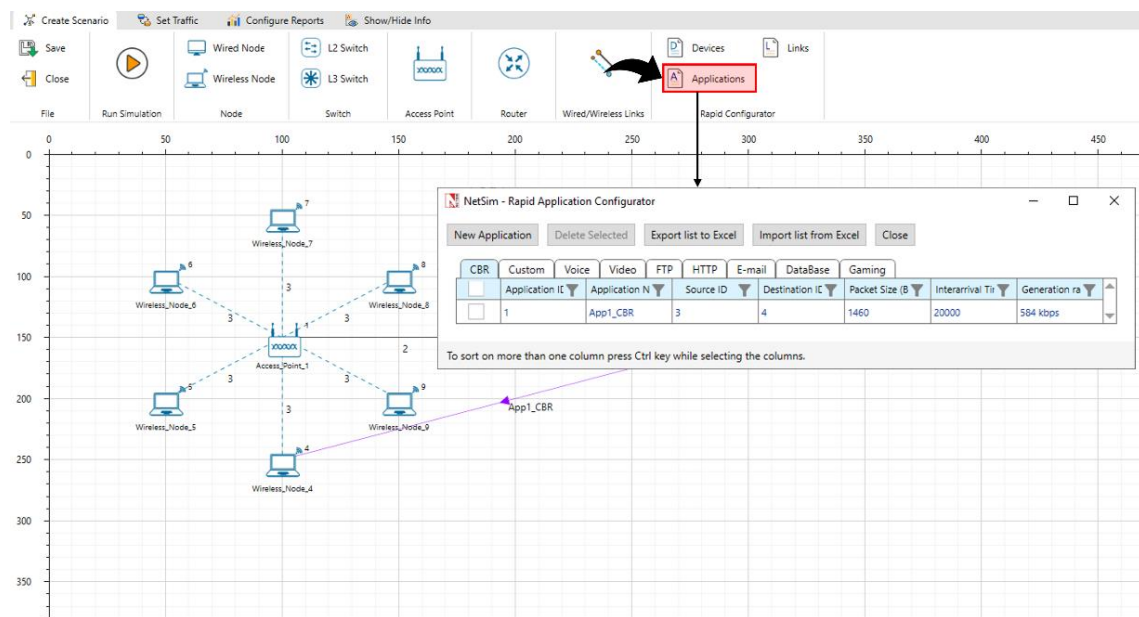 Create Scenario Set Traffic Configure Reports Show/Hide Info
Save Wired Node L2 Switch Devices Links
Close Wireless Node L3 Switch Applications
File Run Simulation Node Switch Access Point Router Wired/Wireless Links Rapid Configurator
0 50 100 150 200 250 300 350 400 450
0
NetSim - Rapid Application Configurator
New Application Delete Selected Export list to Excel Import list from Excel Close
CBR Custom Voice Video FTP HTTP E-mail DataBase Gaming
Application IC Application N Source ID Destination IC Packet Size (B Interarrival Tir Generation ra
1 App1_CBR 3 4 1460 20000 584 kbps
To sort on more than one column press Ctrl key while selecting the columns.
50
7
Wireless_Node_7
100
6
8
3
Wireless_Node_6
Wireless_Node_8
3
3
1
150
2
Access_Point_1
3
3
5
9
200
3
App1_CBR
Wireless_Node_5
Wireless_Node_9
4
250
Wireless_Node_4
300
350